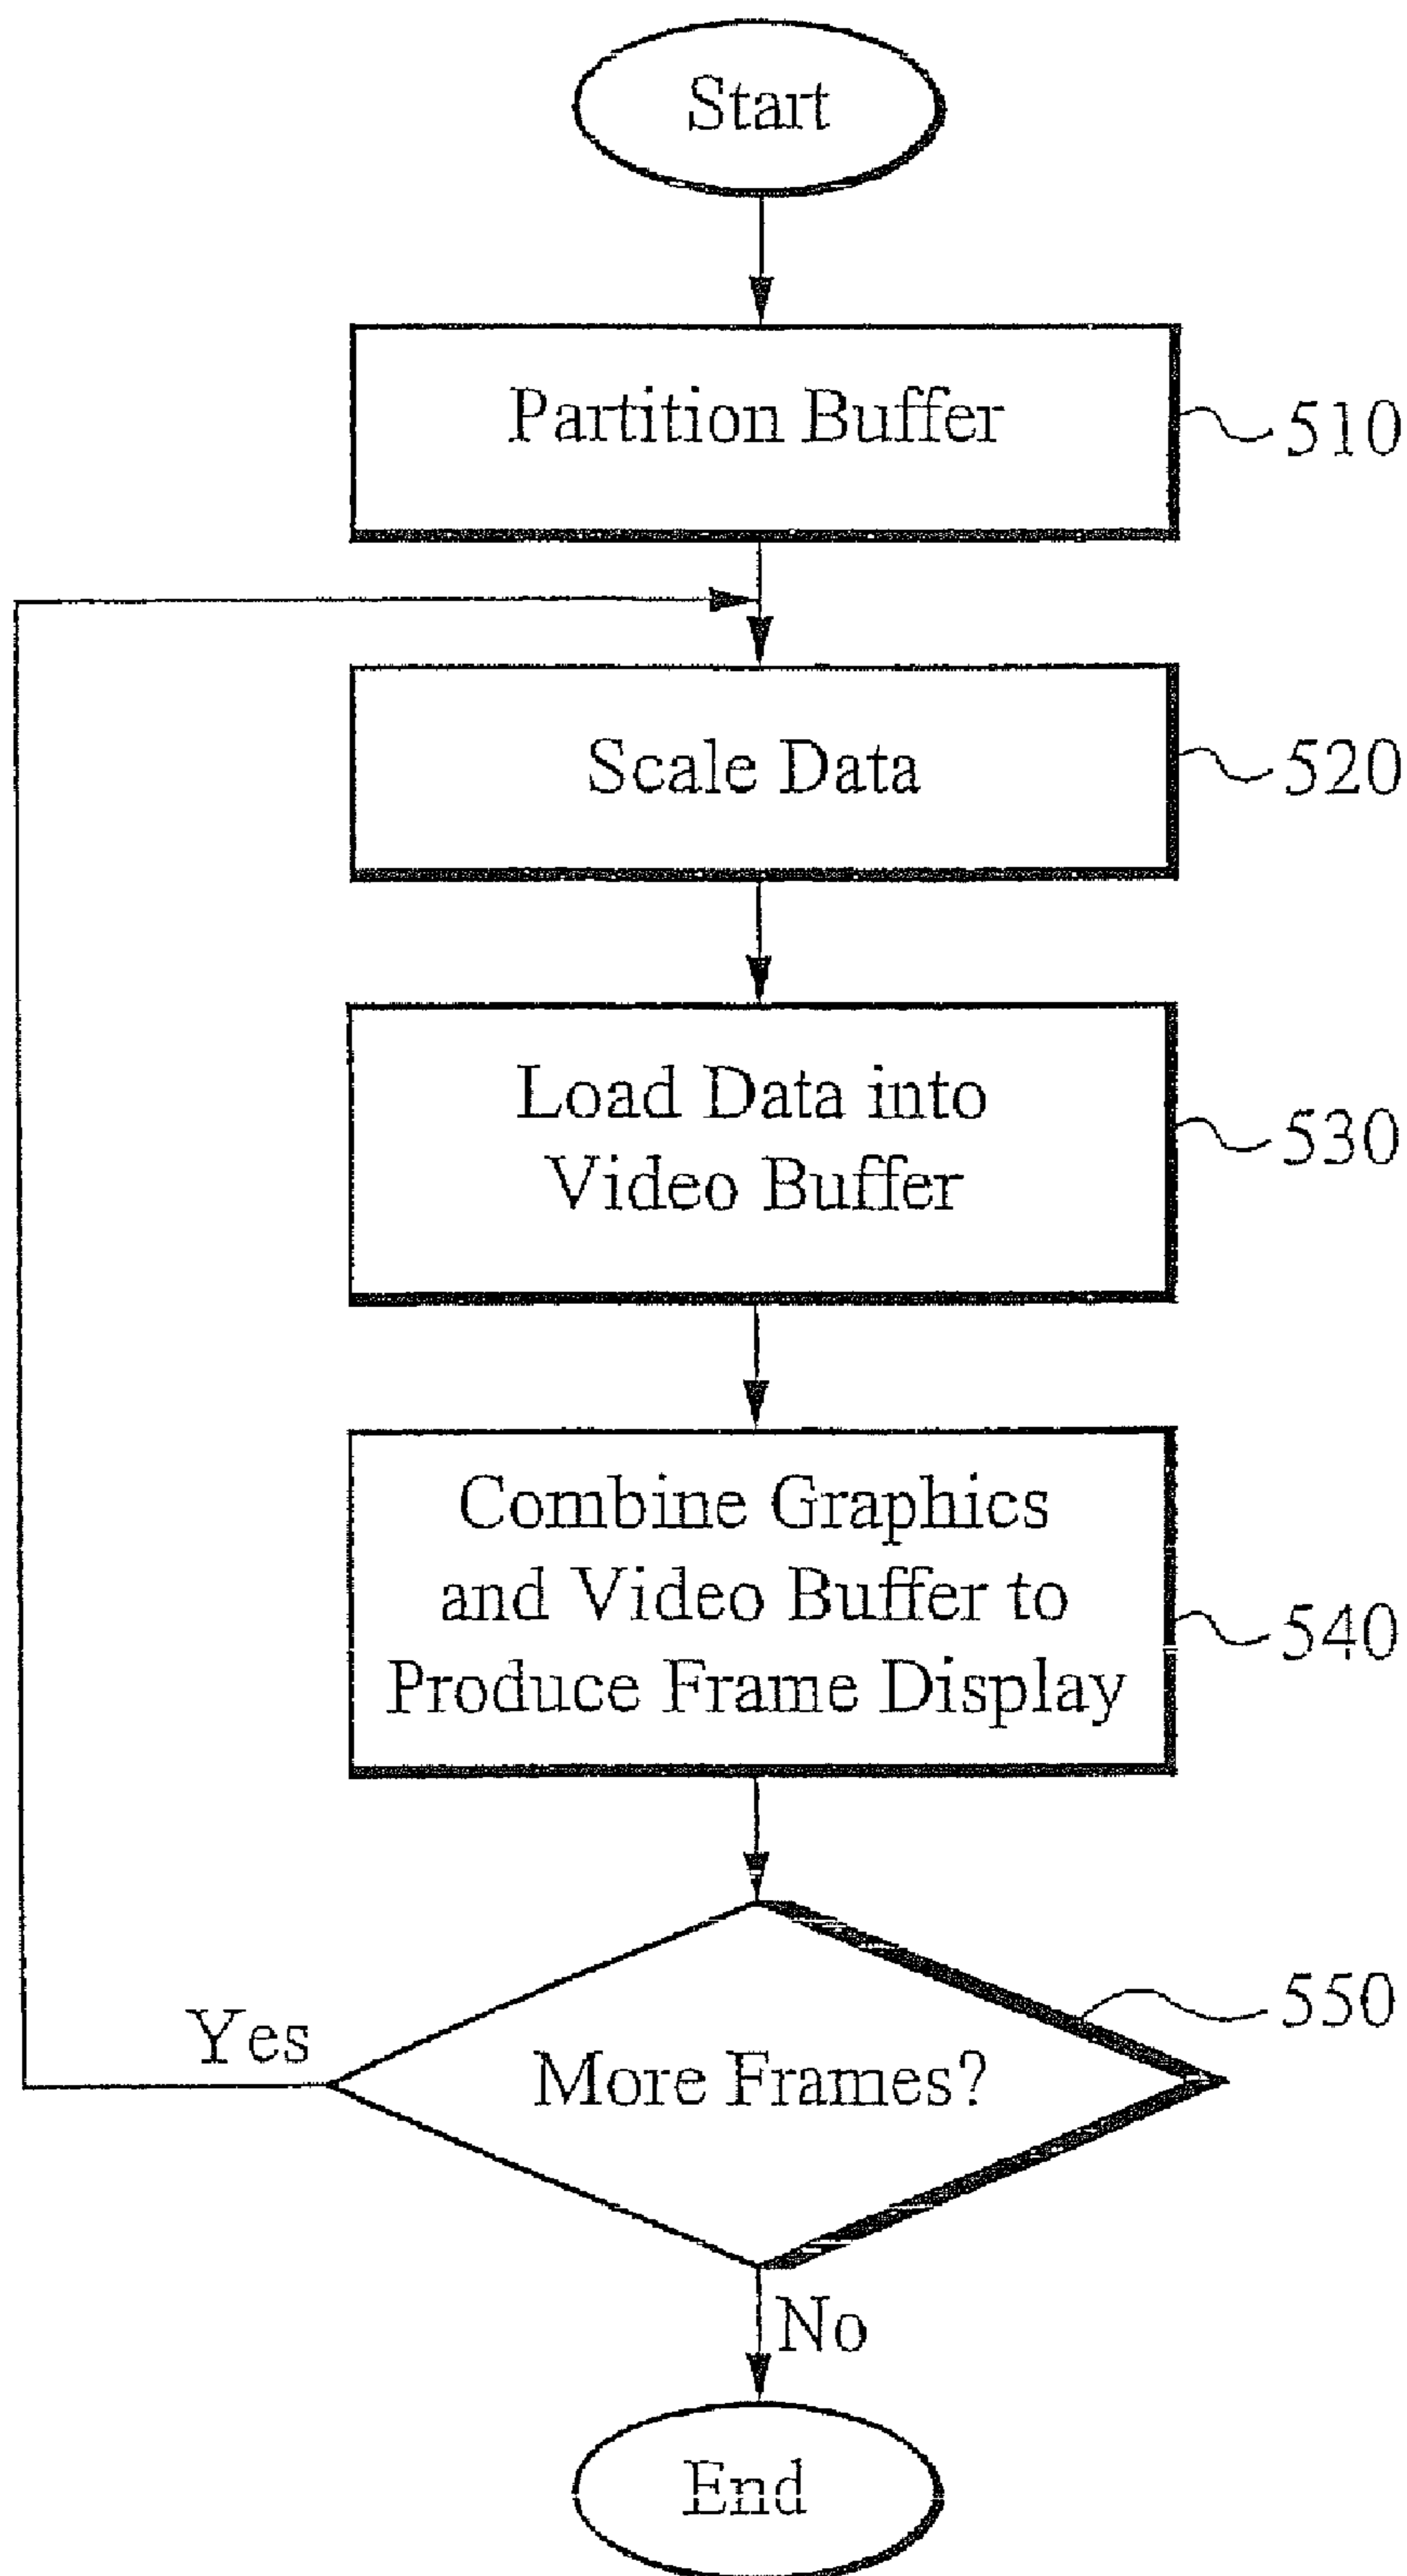 Start
Partition Buffer
510
Scale Data
520
Load Data into
Video Buffer
530
Combine Graphics
and Video Buffer to
Produce Frame Display
540
More Frames?
550
Yes
No
End